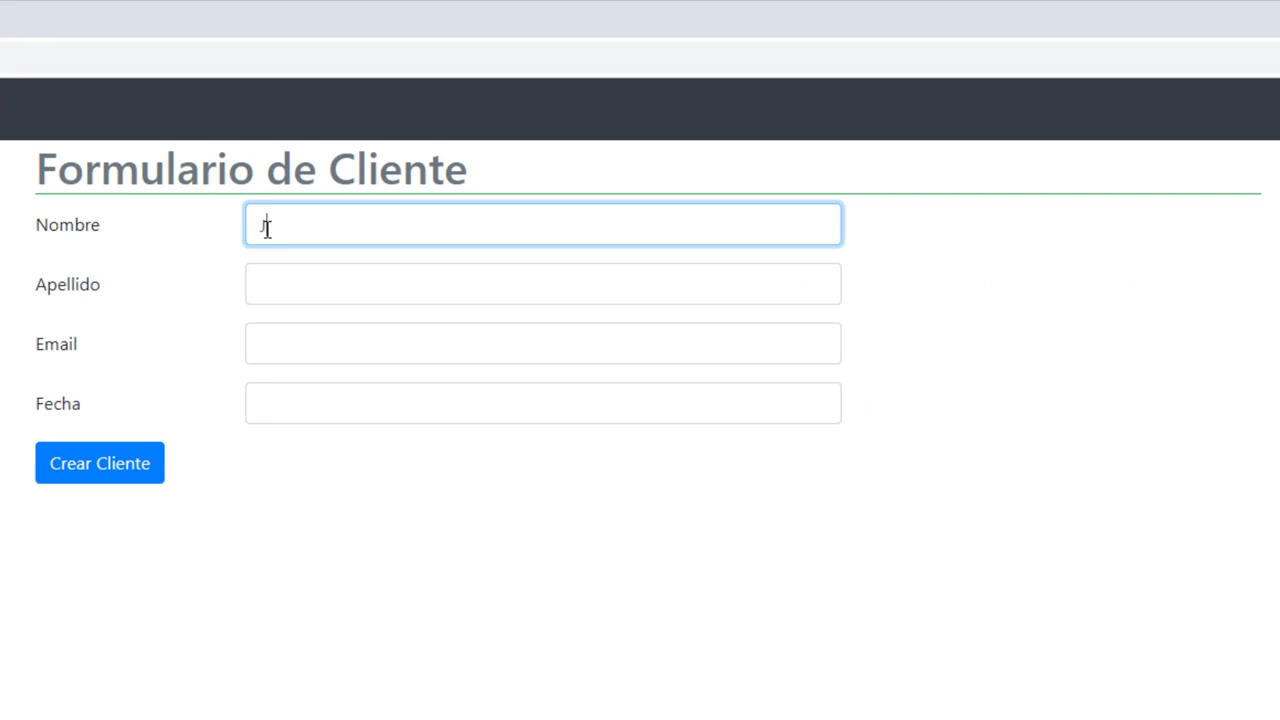 Formulario de Cliente
Nombre
J
Apellido
Email
Fecha
Crear Cliente